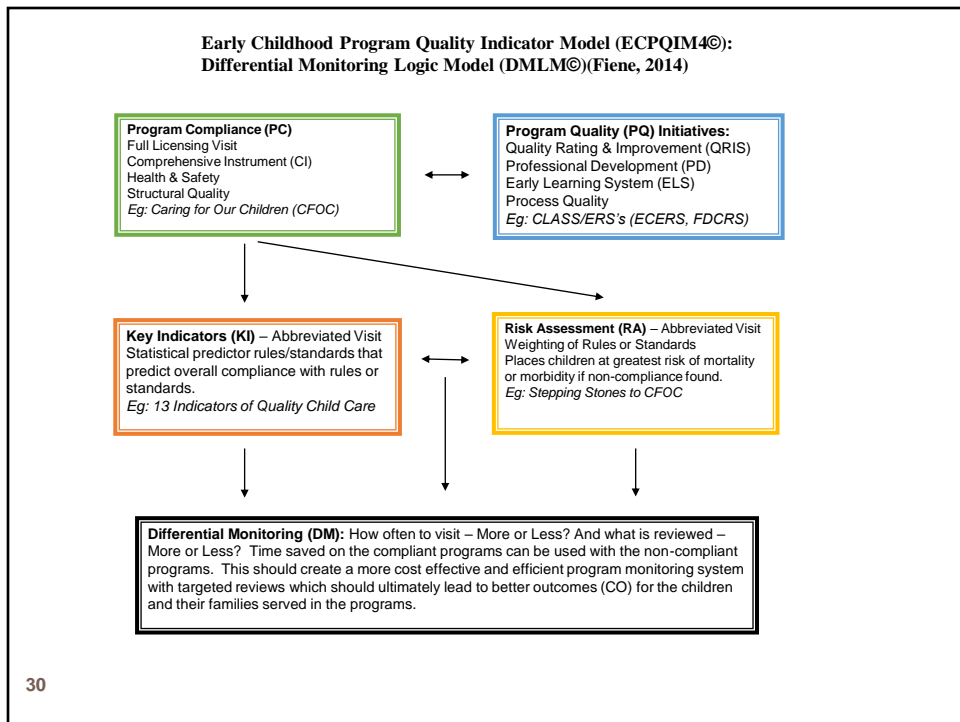 Early Childhood Program Quality Indicator Model (ECPQIM4©):
Differential Monitoring Logic Model (DMLM©)(Fiene, 2014)
Program Compliance (PC)
Full Licensing Visit
Comprehensive Instrument (CI)
Health & Safety
Structural Quality
Eg: Caring for Our Children (CFOC)
Program Quality (PQ) Initiatives:
Quality Rating & Improvement (QRIS)
Professional Development (PD)
Early Learning System (ELS)
Process Quality
Eg: CLASS/ERS's (ECERS, FDCRS)
Key Indicators (KI) – Abbreviated Visit
Statistical predictor rules/standards that
predict overall compliance with rules or
standards.
Eg: 13 Indicators of Quality Child Care
Risk Assessment (RA) – Abbreviated Visit
Weighting of Rules or Standards
Places children at greatest risk of mortality
or morbidity if non-compliance found.
Eg: Stepping Stones to CFOC
Differential Monitoring (DM): How often to visit – More or Less? And what is reviewed –
More or Less? Time saved on the compliant programs can be used with the non-compliant
programs. This should create a more cost effective and efficient program monitoring system
with targeted reviews which should ultimately lead to better outcomes (CO) for the children
and their families served in the programs.
30